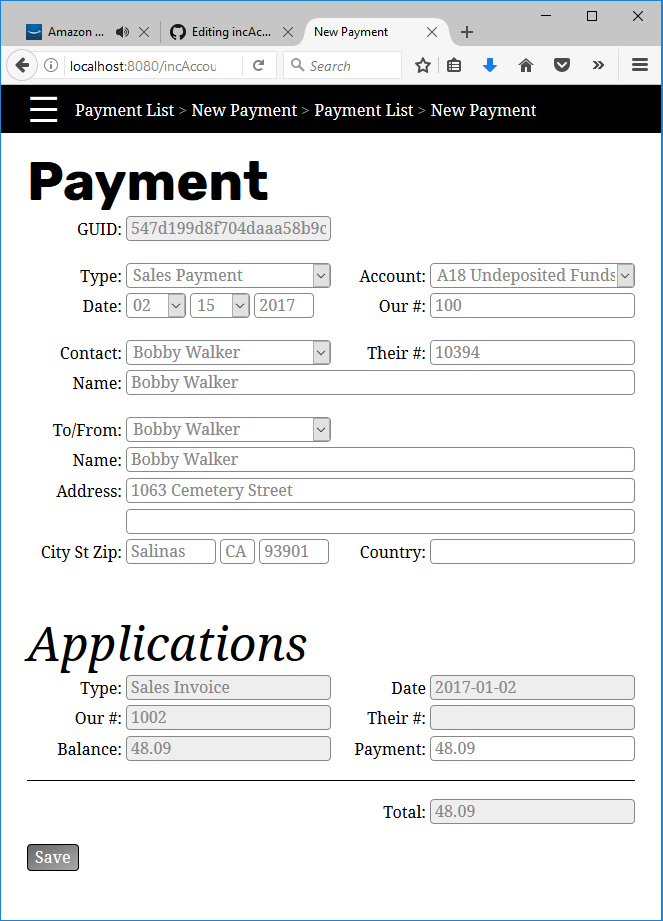 Amazon ... Editing incAc... New Payment
localhost:8080/incAccou Search
Payment List > New Payment > Payment List > New Payment
Payment
GUID: 547d199d8f704daaa58b9c
Type: Sales Payment Account: A18 Undeposited Funds
Date: 02 15 2017 Our #: 100
Contact: Bobby Walker Their #: 10394
Name: Bobby Walker
To/From: Bobby Walker
Name: Bobby Walker
Address: 1063 Cemetery Street
City St Zip: Salinas CA 93901 Country:
Applications
Type: Sales Invoice Date 2017-01-02
Our #: 1002 Their #:
Balance: 48.09 Payment: 48.09
Total: 48.09
Save